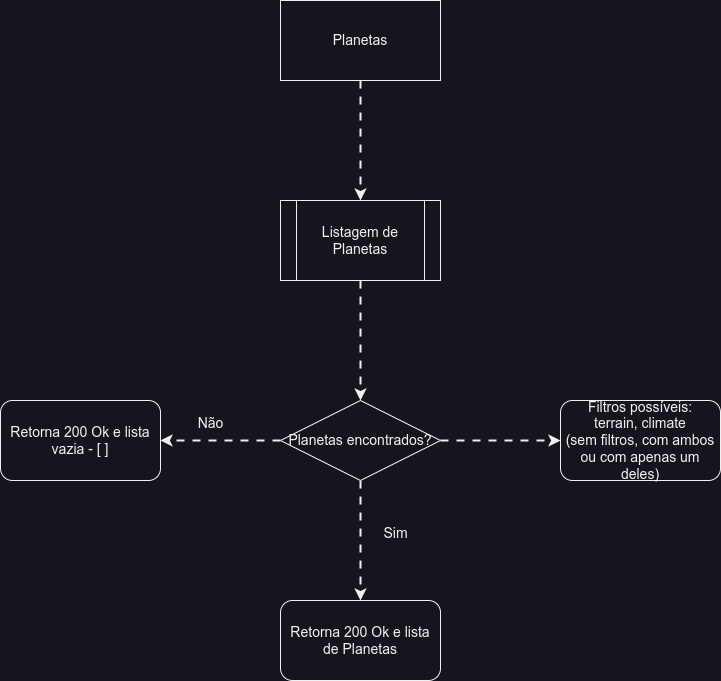 Planetas
Listagem de
Planetas
Não
Retorna 200 Ok e lista
vazia - [ ]
Planetas encontrados?
Filtros possíveis:
terrain, climate
(sem filtros, com ambos
ou com apenas um
deles)
Sim
Retorna 200 Ok e lista
de Planetas